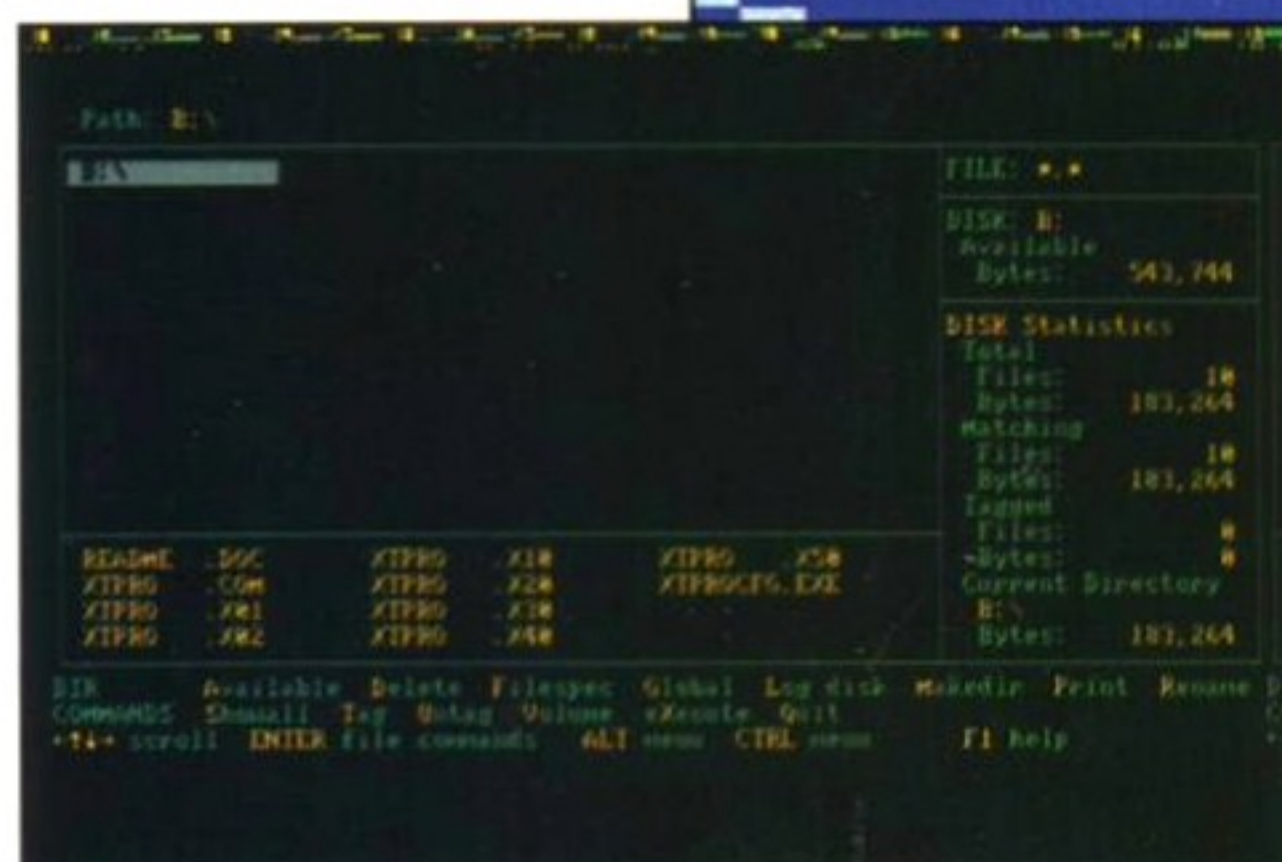 Path: B:\
B:\
FILE: *.*
DISK: B:
Available
Bytes: 543,744
DISK Statistics
Total
Files: 10
Bytes: 183,264
Matching
Files: 10
Bytes: 183,264
Tagged
Files: 0
Bytes: 0
Current Directory
B:\
Bytes: 183,264
README .DOC XTPRO .X10 XTPRO .X50
XTPRO .COM XTPRO .X20 XTPROCFG.EXE
XTPRO .X01 XTPRO .X30
XTPRO .X02 XTPRO .X40
DIR Available Delete Filespec Global Log disk Makedir Print Rename
COMMANDS Showall Tag Untag Volume eXecute Quit
←↑↓→ scroll ENTER file commands ALT menu CTRL menu F1 help